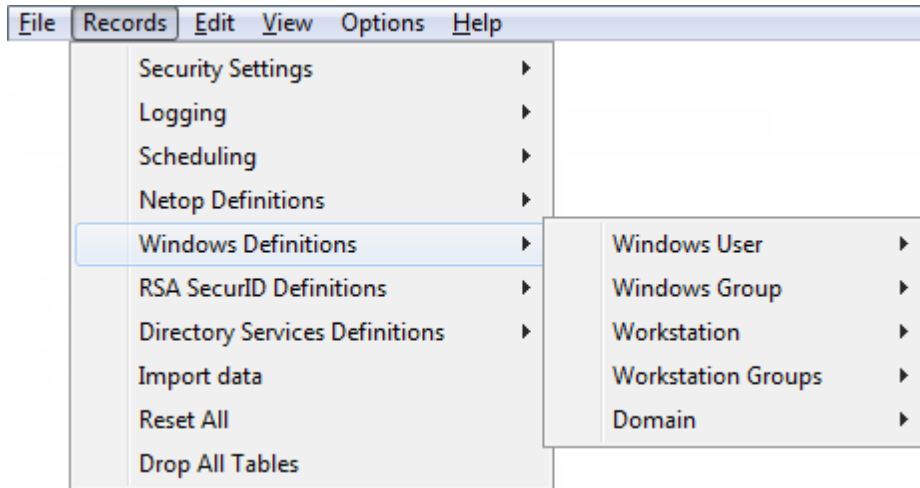 File Records Edit View Options Help
Security Settings
Logging
Scheduling
Netop Definitions
Windows Definitions
RSA SecurID Definitions
Directory Services Definitions
Import data
Reset All
Drop All Tables
Windows User
Windows Group
Workstation
Workstation Groups
Domain